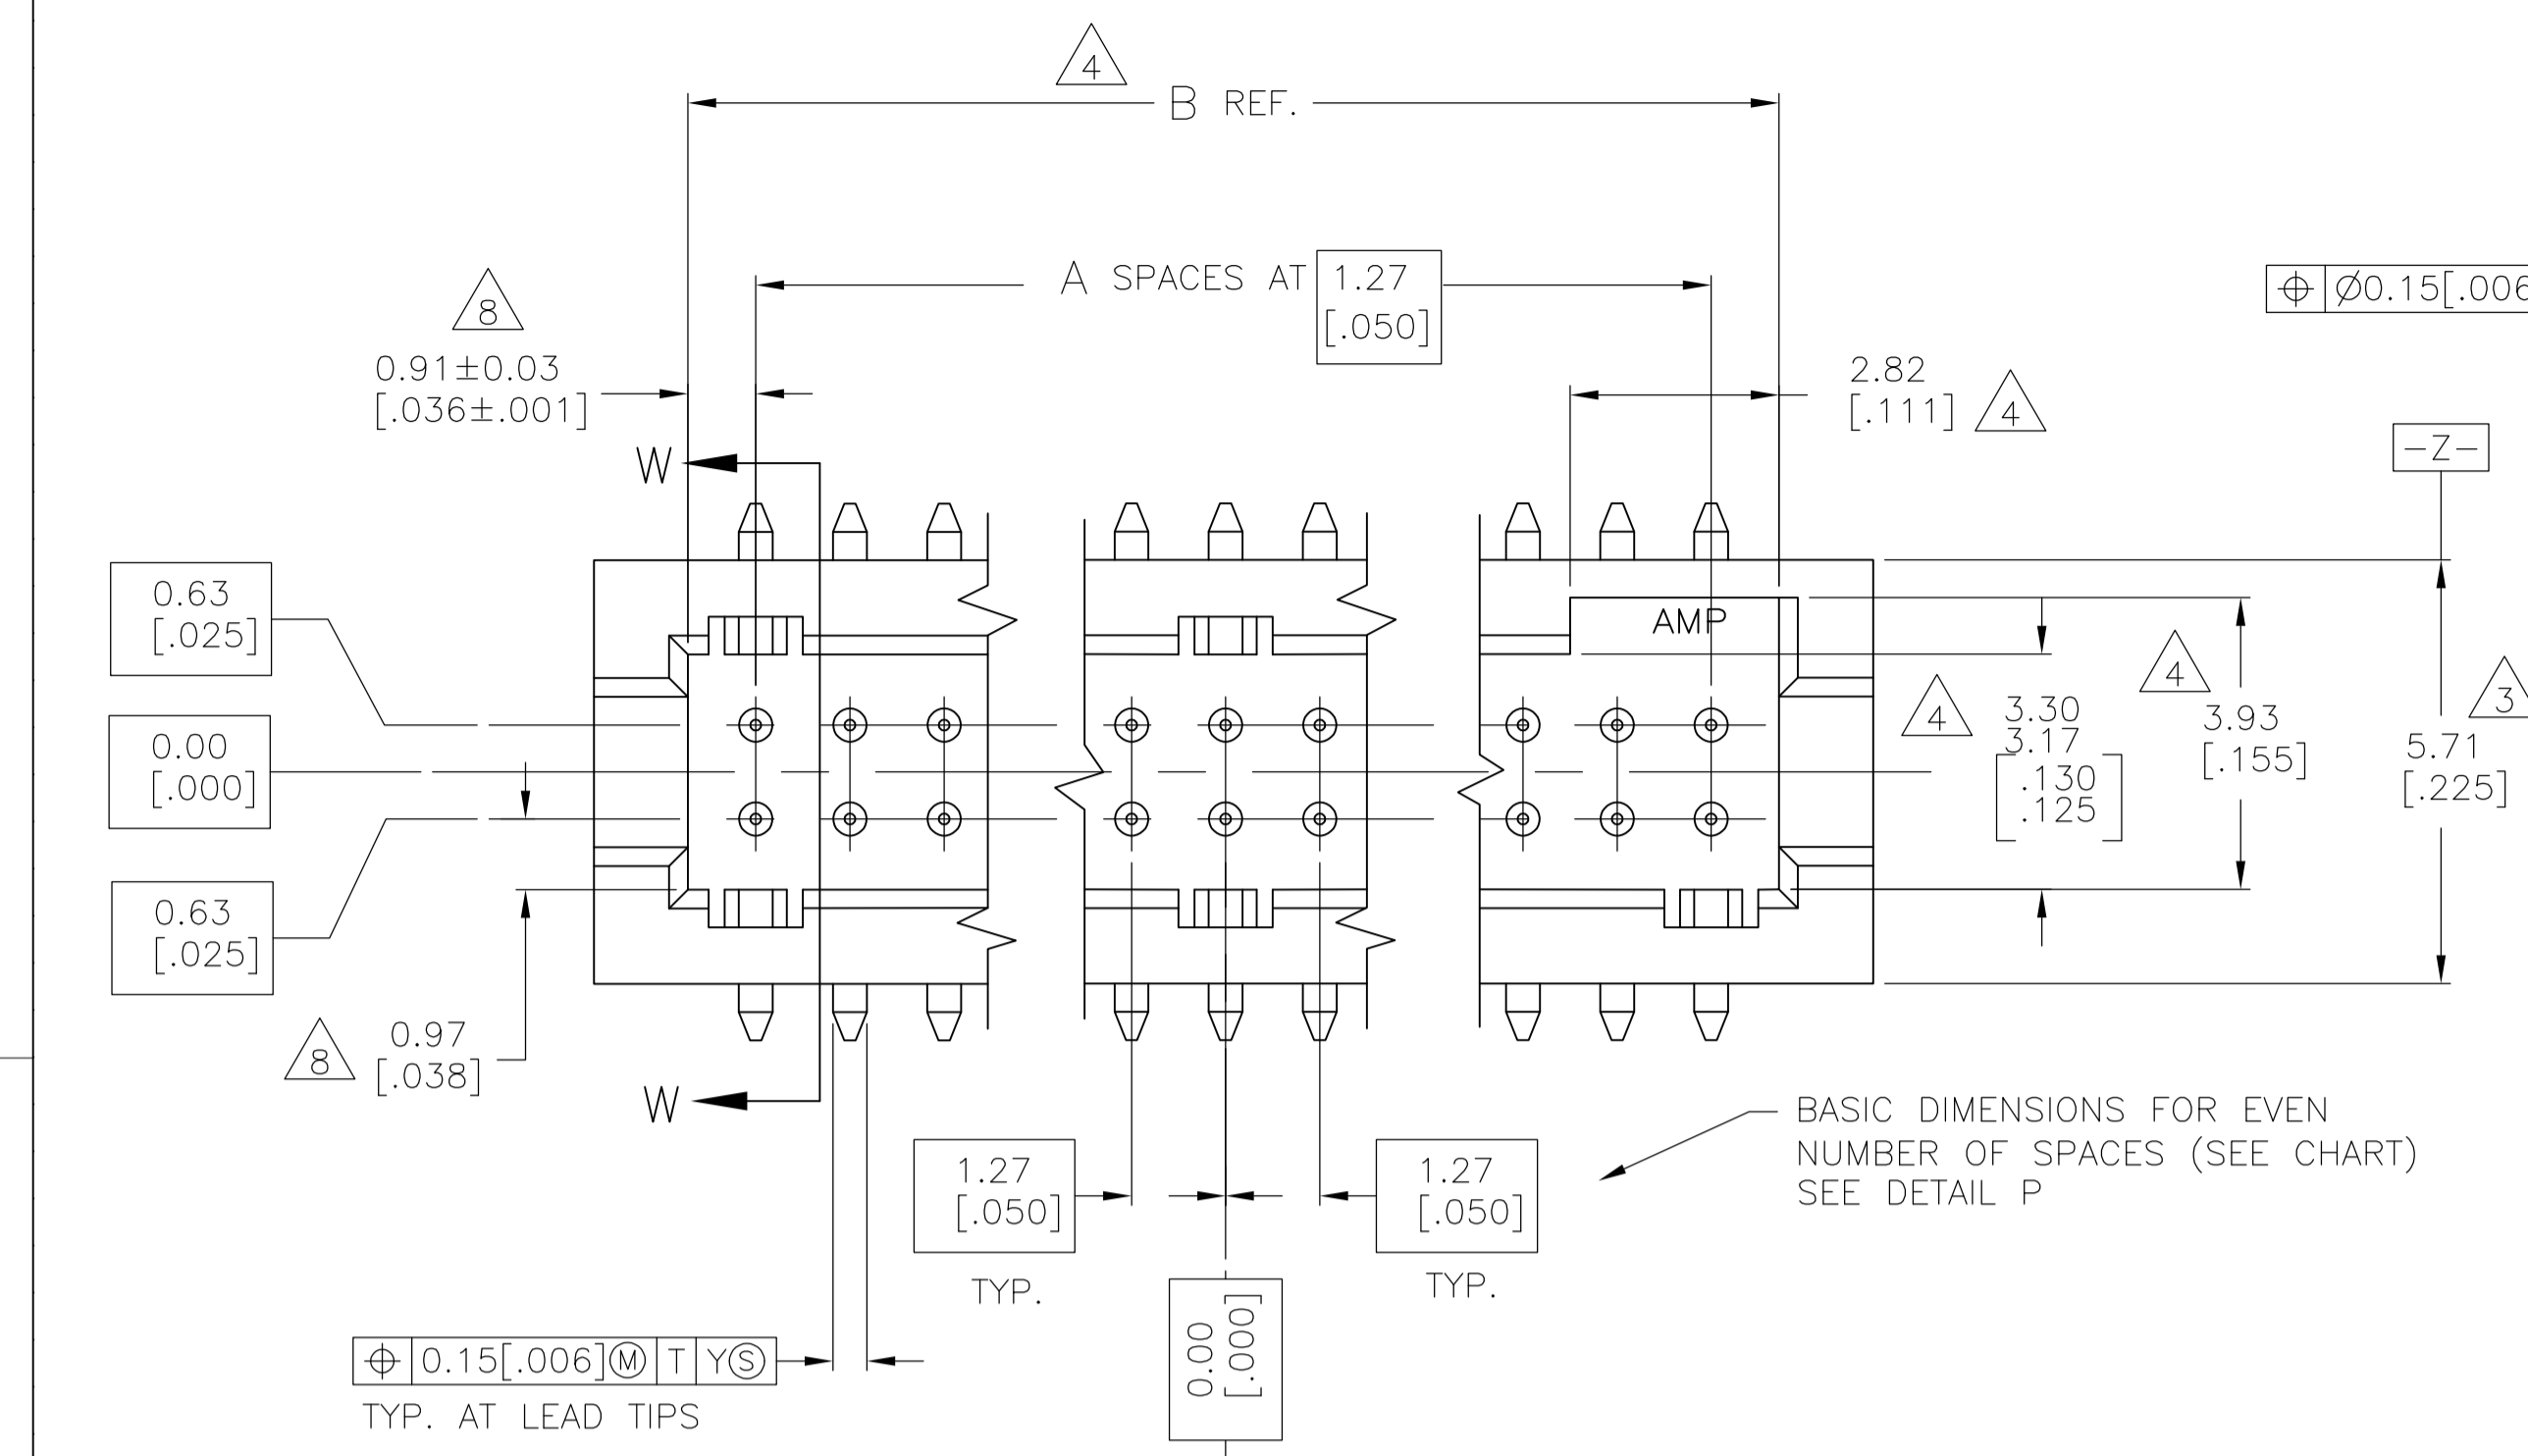 4
B REF.
A SPACES AT 1.27
[.050]
⌖ Ø0.15[.006
8
0.91±0.03
[.036±.001]
2.82
[.111] 4
-Z-
W
AMP
0.63
[.025]
0.00
[.000]
0.63
[.025]
4
3.30
3.17
[.130
.125]
4
3.93
[.155]
3
5.71
[.225]
8
0.97
[.038]
W
BASIC DIMENSIONS FOR EVEN
NUMBER OF SPACES (SEE CHART)
SEE DETAIL P
1.27
[.050]
TYP.
1.27
[.050]
TYP.
0.00
[.000]
⌖ 0.15[.006]Ⓜ T YⓈ
TYP. AT LEAD TIPS